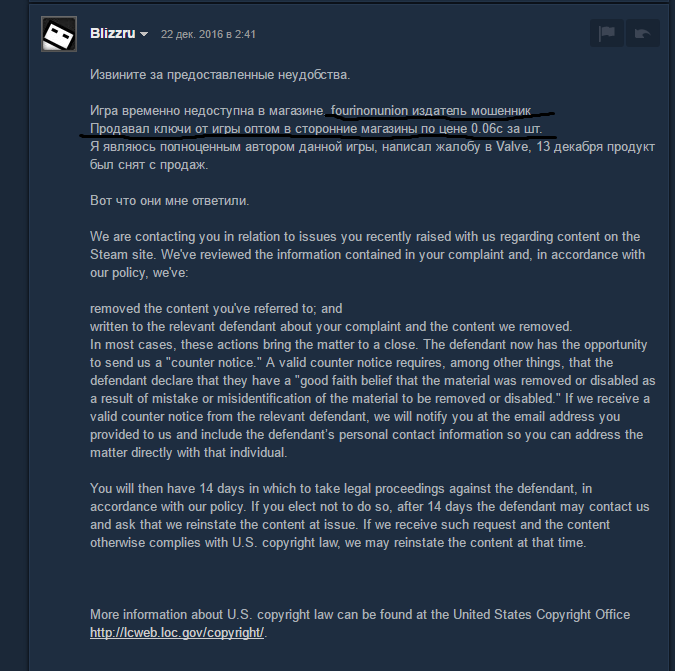 Blizzru
22 дек. 2016 в 2:41
Извините за предоставленные неудобства.
Игра временно недоступна в магазине, fourinonunion издатель мошенник
Продавал ключи от игры оптом в сторонние магазины по цене 0.06с за шт.
Я являюсь полноценным автором данной игры, написал жалобу в Valve, 13 декабря продукт
был снят с продаж.
Вот что они мне ответили.
We are contacting you in relation to issues you recently raised with us regarding content on the
Steam site. We've reviewed the information contained in your complaint and, in accordance with
our policy, we've:
removed the content you've referred to; and
written to the relevant defendant about your complaint and the content we removed.
In most cases, these actions bring the matter to a close. The defendant now has the opportunity
to send us a "counter notice." A valid counter notice requires, among other things, that the
defendant declare that they have a "good faith belief that the material was removed or disabled as
a result of mistake or misidentification of the material to be removed or disabled." If we receive a
valid counter notice from the relevant defendant, we will notify you at the email address you
provided to us and include the defendant's personal contact information so you can address the
matter directly with that individual.
You will then have 14 days in which to take legal proceedings against the defendant, in
accordance with our policy. If you elect not to do so, after 14 days the defendant may contact us
and ask that we reinstate the content at issue. If we receive such request and the content
otherwise complies with U.S. copyright law, we may reinstate the content at that time.
More information about U.S. copyright law can be found at the United States Copyright Office
http://lcweb.loc.gov/copyright/.